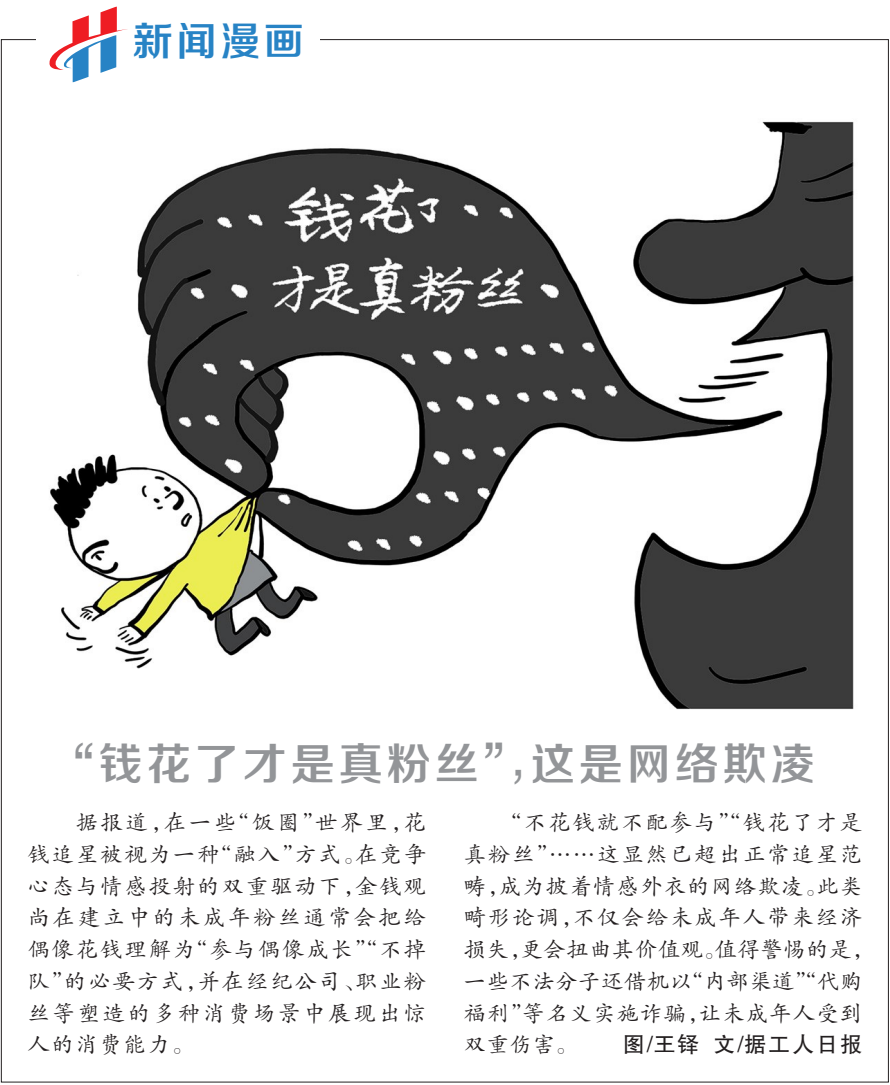 新闻漫画
钱花了
才是真粉丝
“钱花了才是真粉丝”,这是网络欺凌
据报道,在一些“饭圈”世界里,花
钱追星被视为一种“融入”方式。在竞争
心态与情感投射的双重驱动下,金钱观
尚在建立中的未成年粉丝通常会把给
偶像花钱理解为“参与偶像成长”“不掉
队”的必要方式,并在经纪公司、职业粉
丝等塑造的多种消费场景中展现出惊
人的消费能力。
“不花钱就不配参与”“钱花了才是
真粉丝”……这显然已超出正常追星范
畴,成为披着情感外衣的网络欺凌。此类
畸形论调,不仅会给未成年人带来经济
损失,更会扭曲其价值观。值得警惕的是,
一些不法分子还借机以“内部渠道”“代购
福利”等名义实施诈骗,让未成年人受到
双重伤害。 图/王铎 文/据工人日报